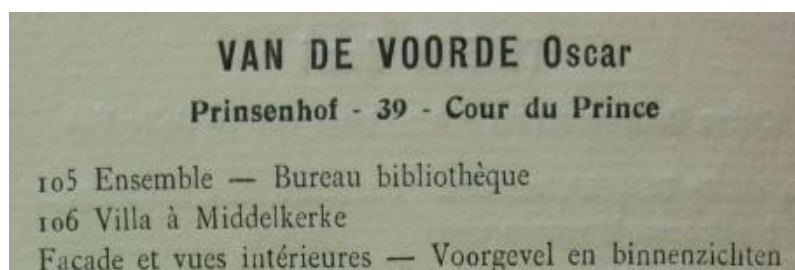 VAN DE VOORDE Oscar
Prinsenhof - 39 - Cour du Prince
105 Ensemble — Bureau bibliothèque
106 Villa à Middelkerke
Façade et vues intérieures — Voorgevel en binnenzichten